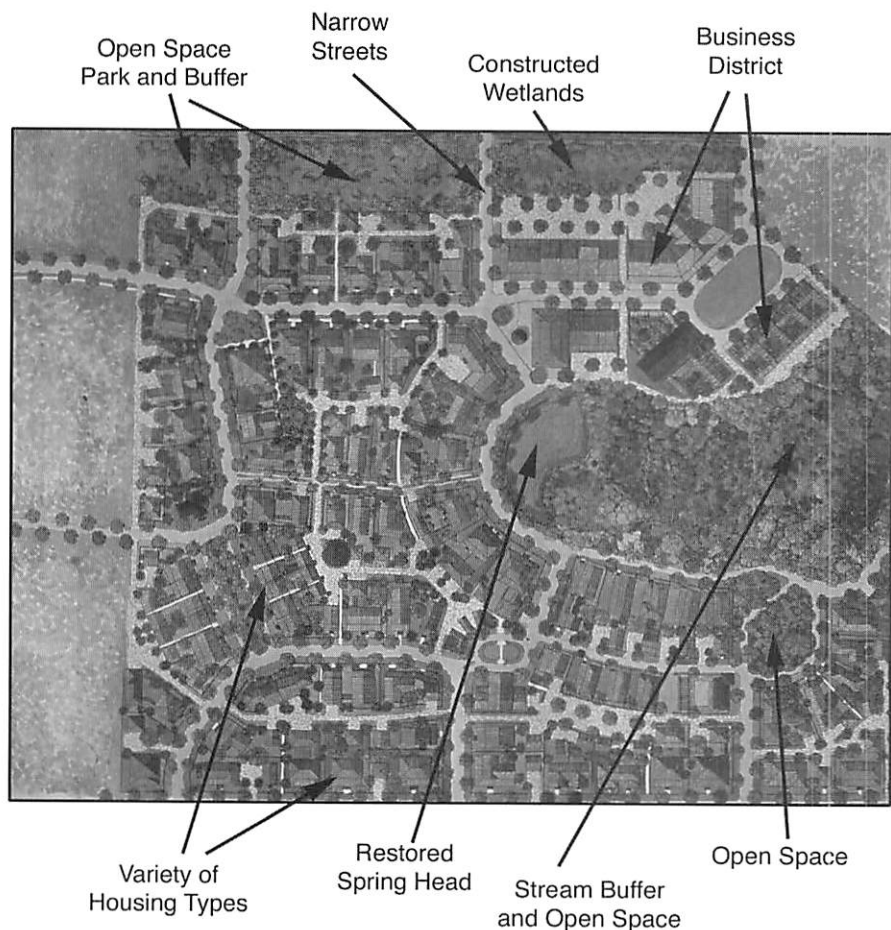 Open Space
Park and Buffer
Narrow
Streets
Constructed
Wetlands
Business
District
Variety of
Housing Types
Restored
Spring Head
Stream Buffer
and Open Space
Open Space